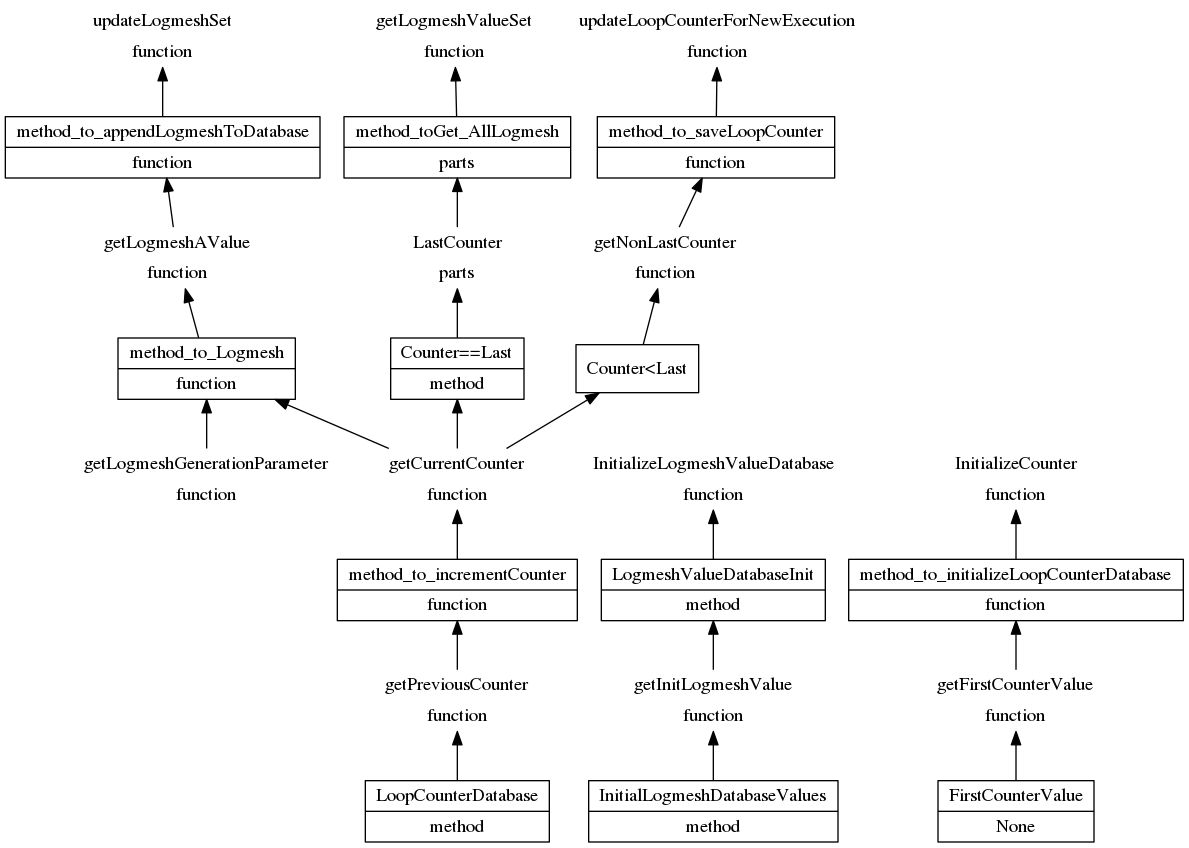 updateLogmeshSet
function
getLogmeshValueSet
function
updateLoopCounterForNewExecution
function
method_to_appendLogmeshToDatabase
function
method_toGet_AllLogmesh
parts
method_to_saveLoopCounter
function
getLogmeshAValue
function
LastCounter
parts
getNonLastCounter
function
method_to_Logmesh
function
Counter==Last
method
Counter<Last
getLogmeshGenerationParameter
function
getCurrentCounter
function
InitializeLogmeshValueDatabase
function
InitializeCounter
function
method_to_incrementCounter
function
LogmeshValueDatabaseInit
method
method_to_initializeLoopCounterDatabase
function
getPreviousCounter
function
getInitLogmeshValue
function
getFirstCounterValue
function
LoopCounterDatabase
method
InitialLogmeshDatabaseValues
method
FirstCounterValue
None